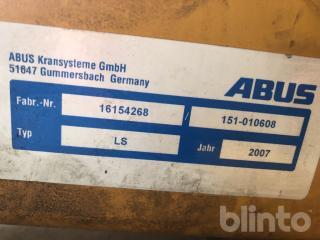 ABUS Kransysteme GmbH
51647 Gummersbach Germany
ABUS
Fabr.-Nr. 16154268 / 151-010608
Typ LS Jahr 2007
blinto